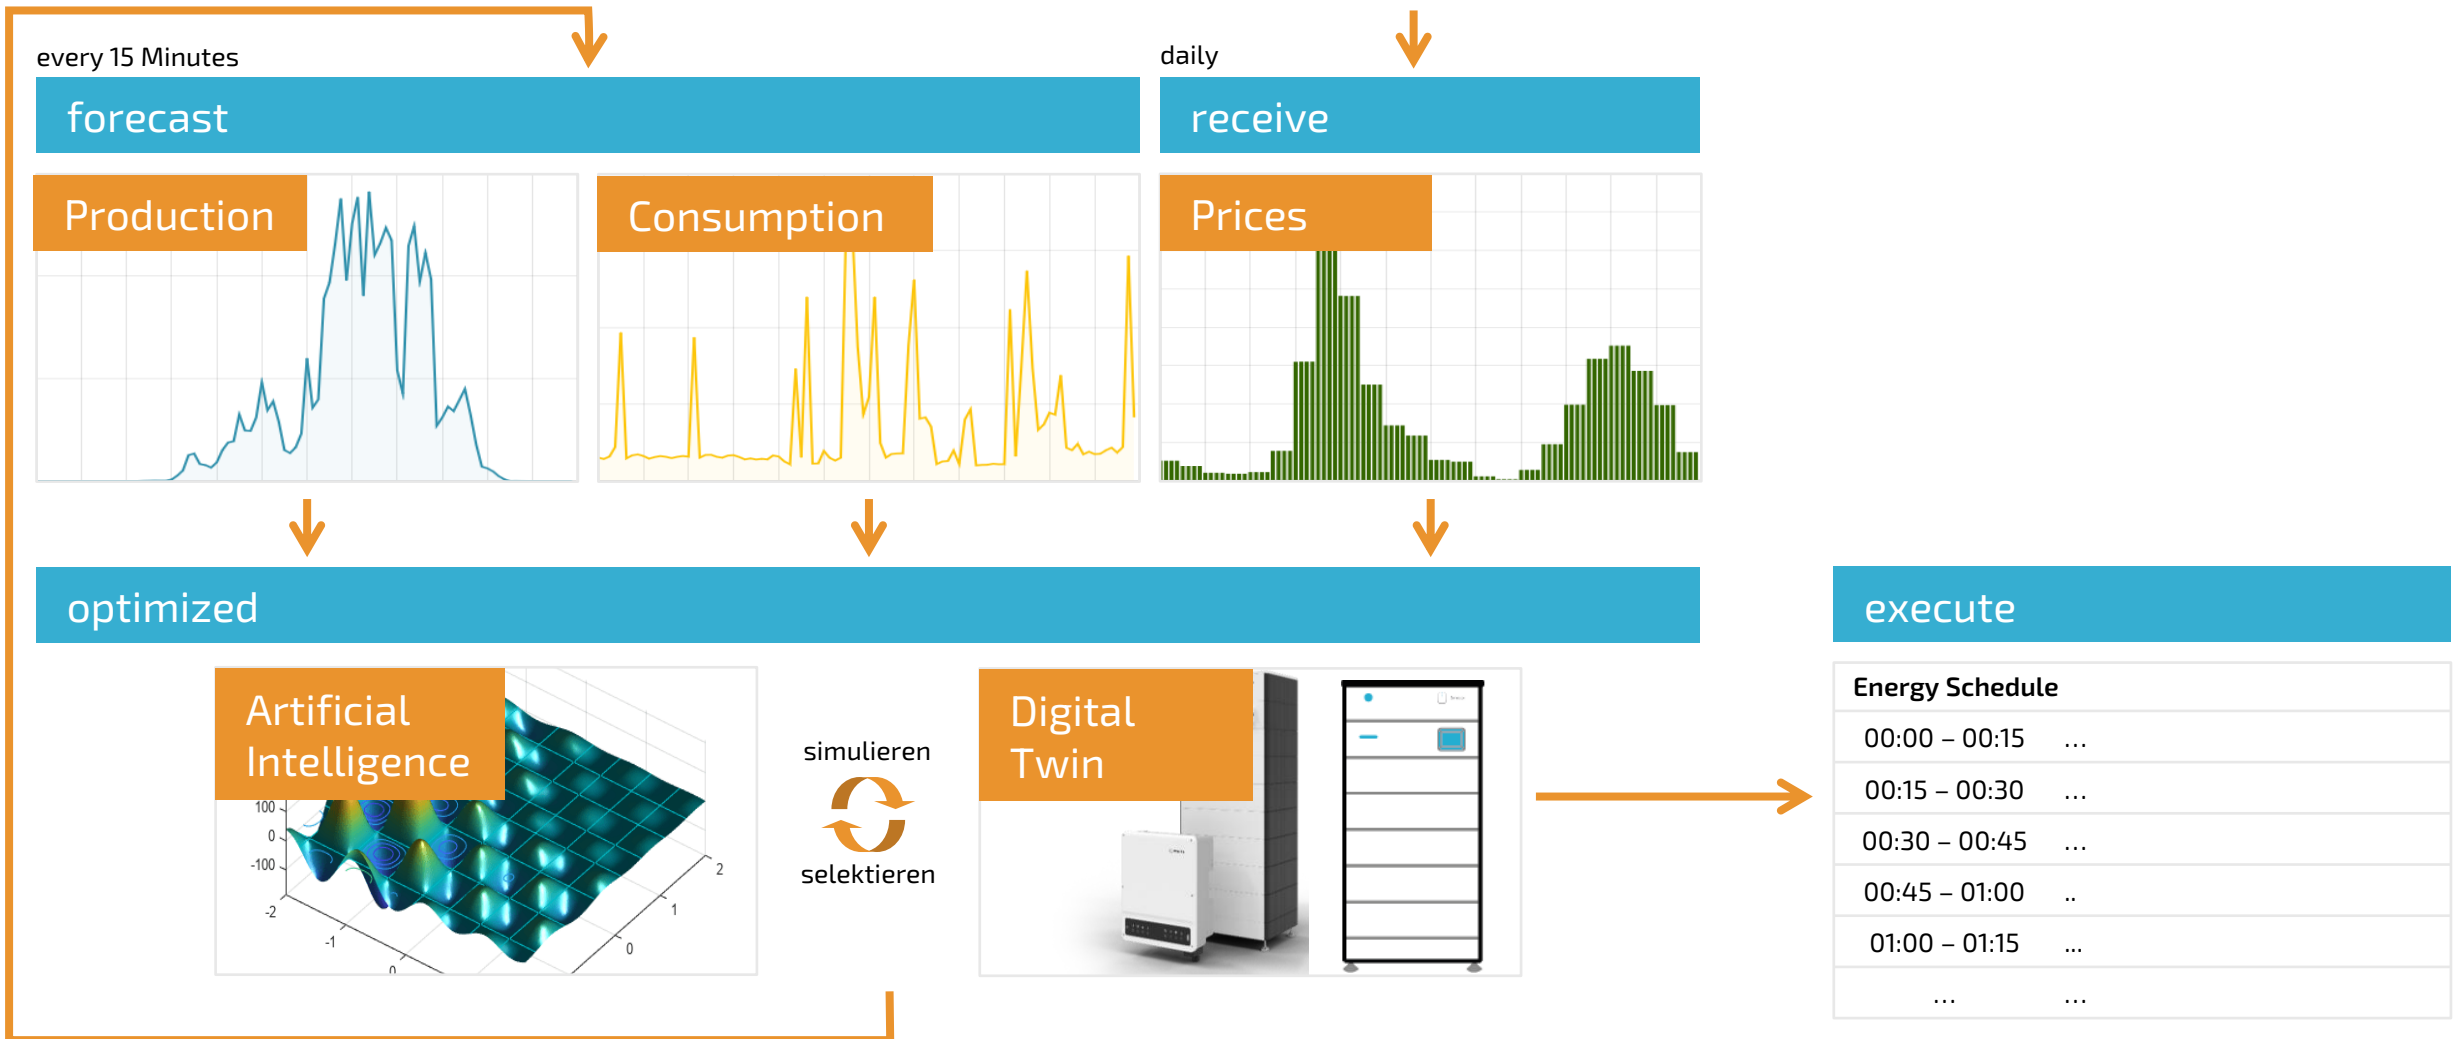 every 15 Minutes
daily
forecast
receive
Production
Consumption
Prices
optimized
execute
Artificial
Intelligence
100
0
-100
-2
-1
0
0
1
2
simulieren
selektieren
Digital
Twin
Energy Schedule
00:00 – 00:15 …
00:15 – 00:30 …
00:30 – 00:45 …
00:45 – 01:00 ..
01:00 – 01:15 ...
… …